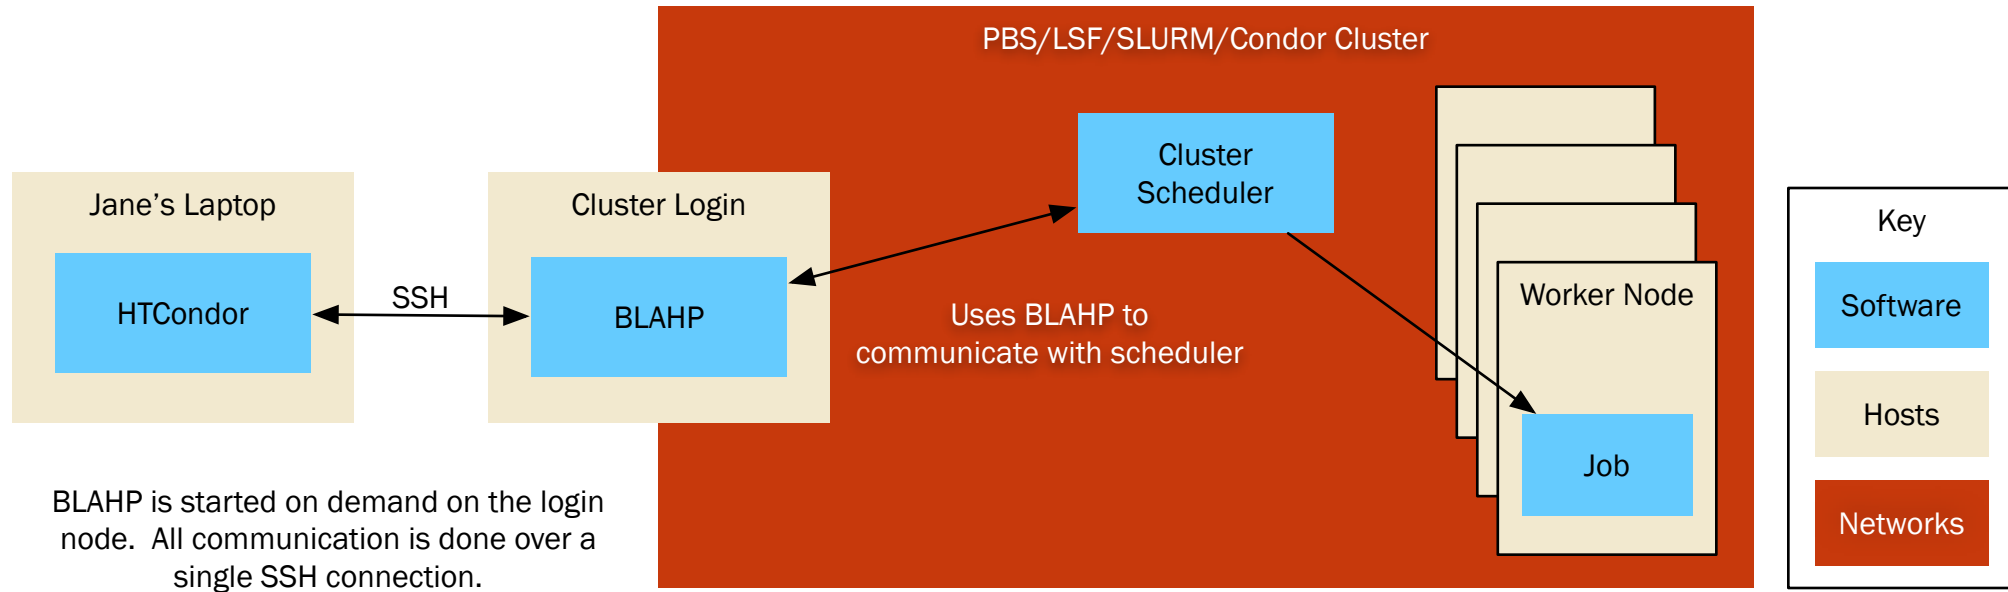 PBS/LSF/SLURM/Condor Cluster
Jane’s Laptop
HTCondor
SSH
Cluster Login
BLAHP
Cluster
Scheduler
Uses BLAHP to
communicate with scheduler
Worker Node
Job
BLAHP is started on demand on the login
node.  All communication is done over a
single SSH connection.
Key
Software
Hosts
Networks